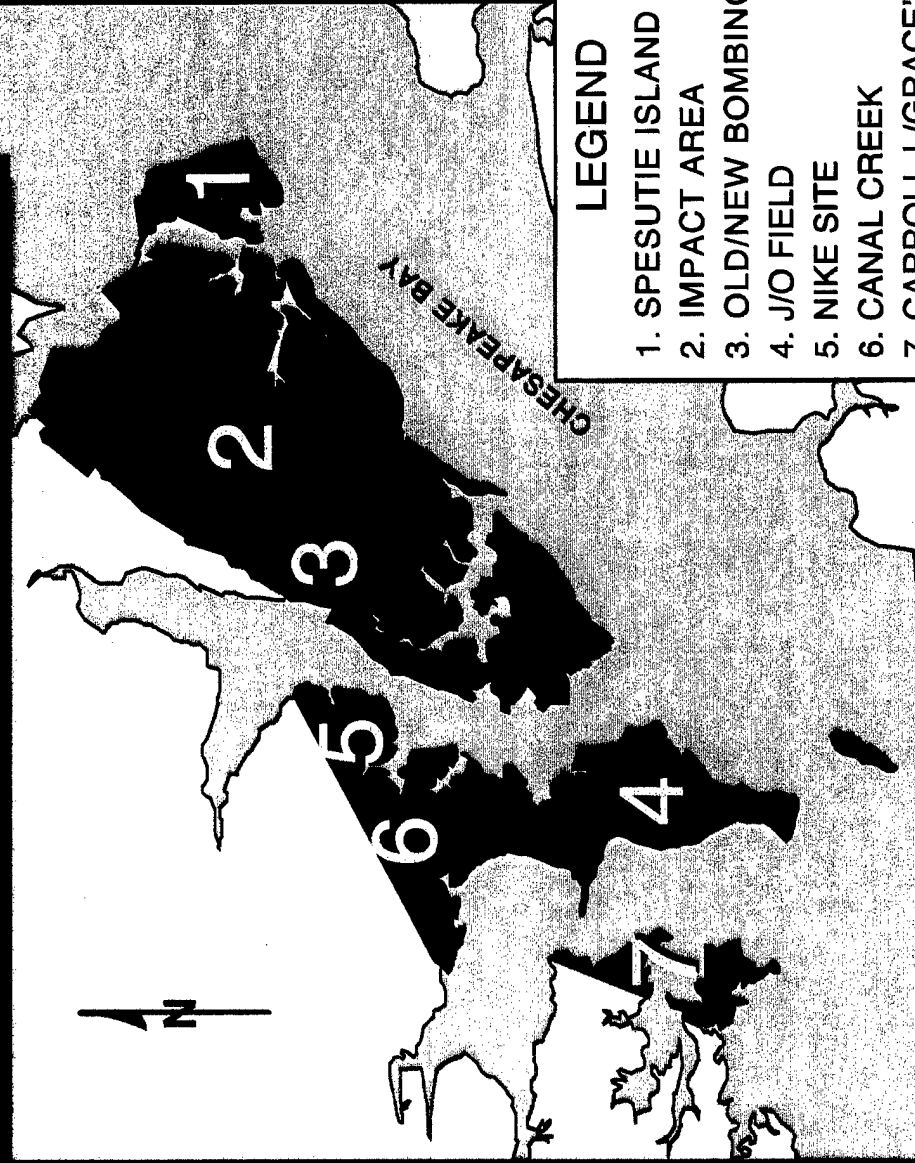 1
2
3
5
6
4
7
N
CHESAPEAKE BAY
LEGEND
1. SPESUTIE ISLAND
2. IMPACT AREA
3. OLD/NEW BOMBING
4. J/O FIELD
5. NIKE SITE
6. CANAL CREEK